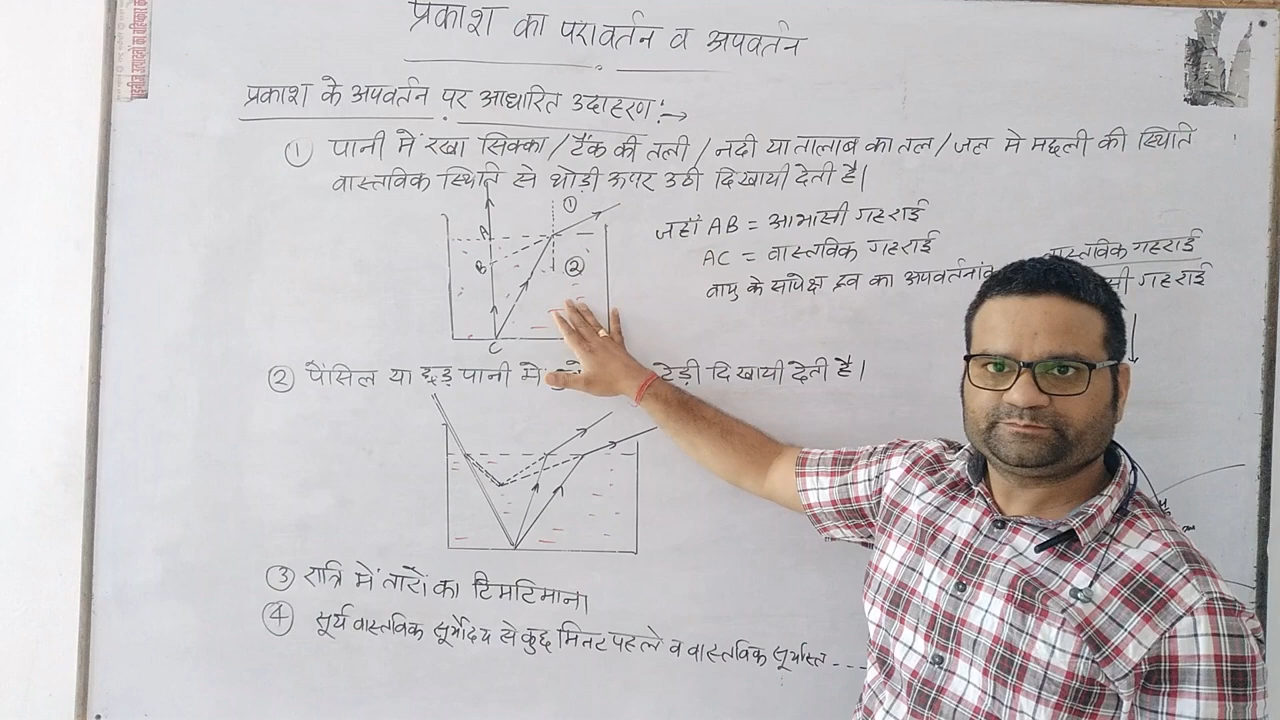 प्रकाश का परावर्तन व अपवर्तन
प्रकाश के अपवर्तन पर आधारित उदाहरण :→
① पानी में रखा सिक्का / टैंक की तली / नदी या तालाब का तल / जल मे मछली की स्थिति
वास्तविक स्थिति से थोडी ऊपर उठी दिखायी देती है।
①
जहाँ AB = आभासी गहराई
A
AC = वास्तविक गहराई
B
②
वायु के सापेक्ष द्रव का अपवर्तनांक वास्तविक गहराई
गहराई
C
② पेंसिल या छड़ पानी में टेड़ी दिखायी देती है।
③ रात्रि में तारों का टिमटिमाना
④ सूर्य वास्तविक सूर्योदय से कुछ मिनट पहले व वास्तविक सूर्यास्त ---